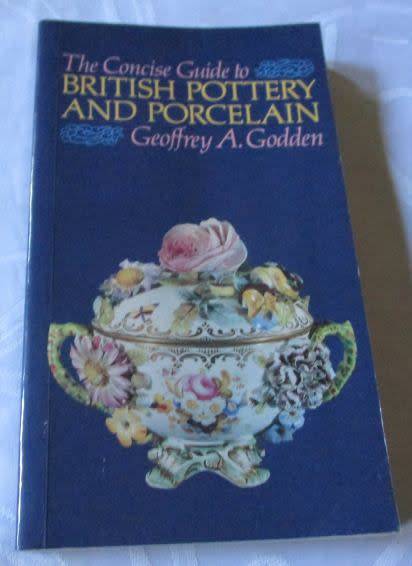 The Concise Guide to
BRITISH POTTERY
AND PORCELAIN
Geoffrey A. Godden